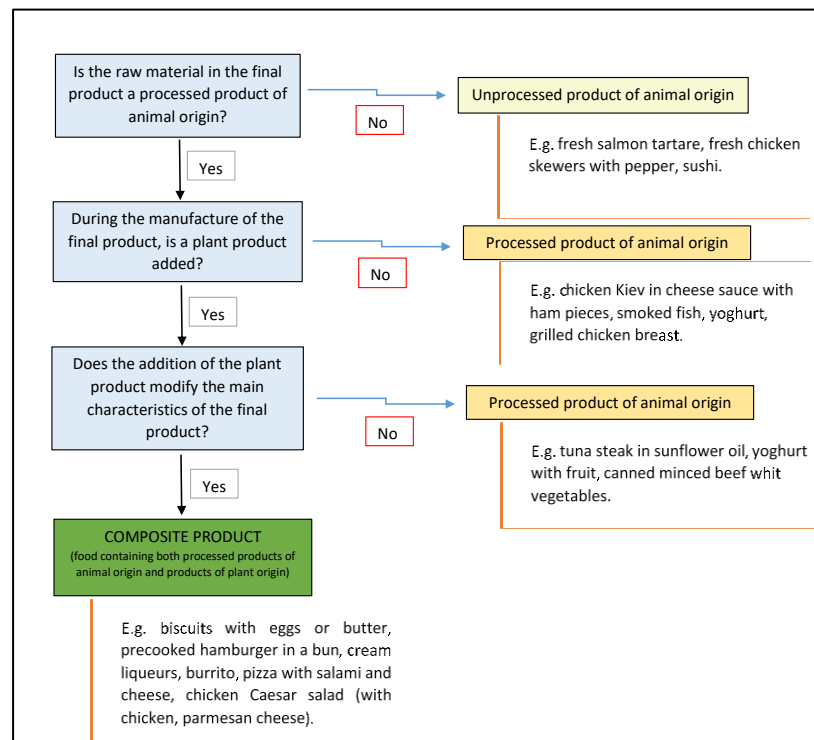 Is the raw material in the final
product a processed product of
animal origin?
No
Unprocessed product of animal origin
E.g. fresh salmon tartare, fresh chicken
skewers with pepper, sushi.
Yes
During the manufacture of the
final product, is a plant product
added?
No
Processed product of animal origin
E.g. chicken Kiev in cheese sauce with
ham pieces, smoked fish, yoghurt,
grilled chicken breast.
Yes
Does the addition of the plant
product modify the main
characteristics of the final
product?
No
Processed product of animal origin
E.g. tuna steak in sunflower oil, yoghurt
with fruit, canned minced beef whit
vegetables.
Yes
COMPOSITE PRODUCT
(food containing both processed products of
animal origin and products of plant origin)
E.g. biscuits with eggs or butter,
precooked hamburger in a bun, cream
liqueurs, burrito, pizza with salami and
cheese, chicken Caesar salad (with
chicken, parmesan cheese).